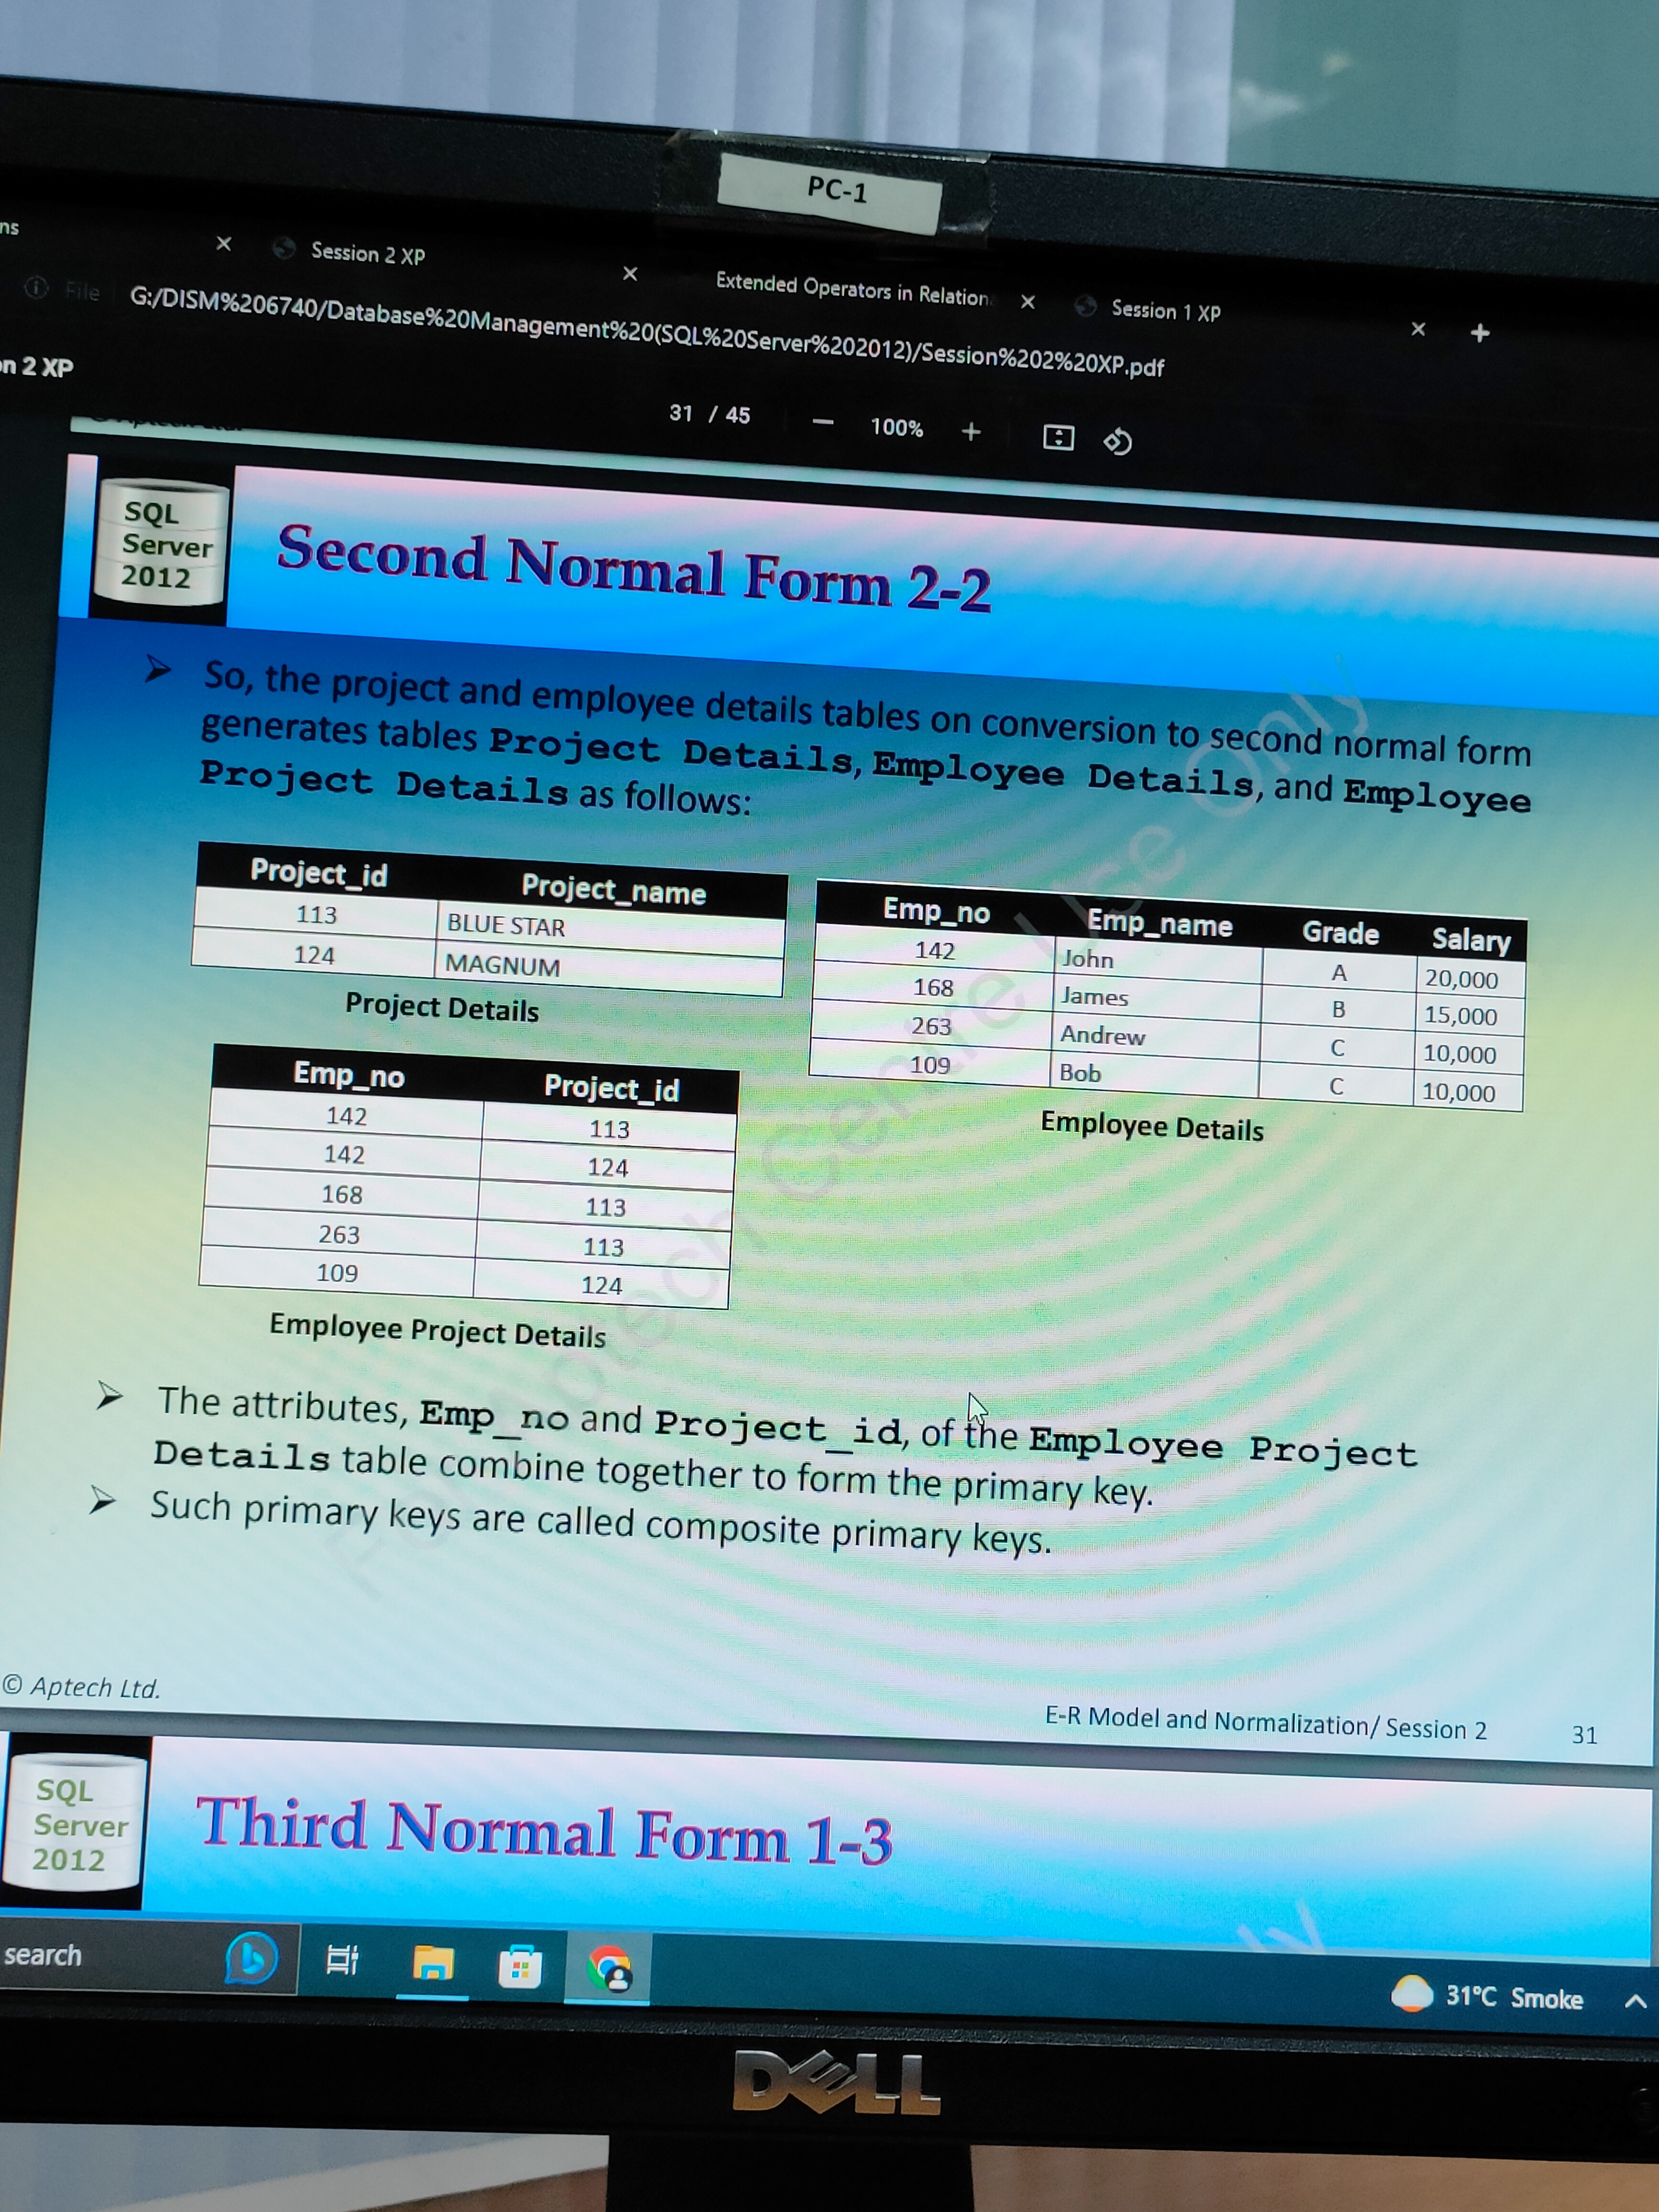 PC-1
ns
Session 2 XP
Extended Operators in Relation
Session 1 XP
File G:/DISM%206740/Database%20Management%20(SQL%20Server%202012)/Session%202%20XP.pdf
on 2 XP
31 / 45
100%
SQL
Server
2012
Second Normal Form 2-2
So, the project and employee details tables on conversion to second normal form
generates tables Project Details, Employee Details, and Employee
Project Details as follows:
Project_id Project_name
113 BLUE STAR
124 MAGNUM
Project Details
Emp_no Emp_name Grade Salary
142 John A 20,000
168 James B 15,000
263 Andrew C 10,000
109 Bob C 10,000
Employee Details
Emp_no Project_id
142 113
142 124
168 113
263 113
109 124
Employee Project Details
The attributes, Emp_no and Project_id, of the Employee Project
Details table combine together to form the primary key.
Such primary keys are called composite primary keys.
For Aptech Centre Use Only
© Aptech Ltd.
E-R Model and Normalization/ Session 2 31
SQL
Server
2012
Third Normal Form 1-3
search
31°C Smoke
DELL